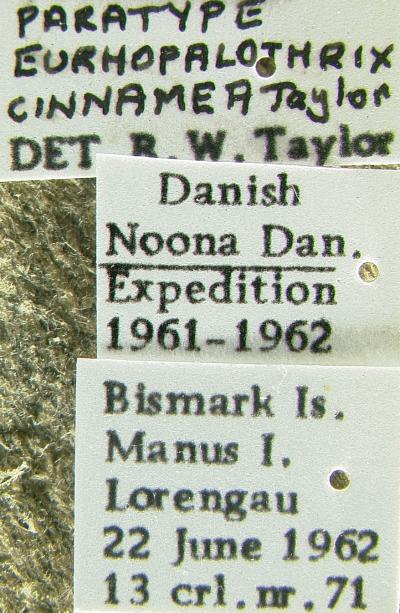 PARATYPE
EURHOPALOTHRIX
CINNAMEA Taylor
DET R. W. Taylor
Danish
Noona Dan.
Expedition
1961-1962
Bismark Is.
Manus I.
Lorengau
22 June 1962
13 crl. nr. 71